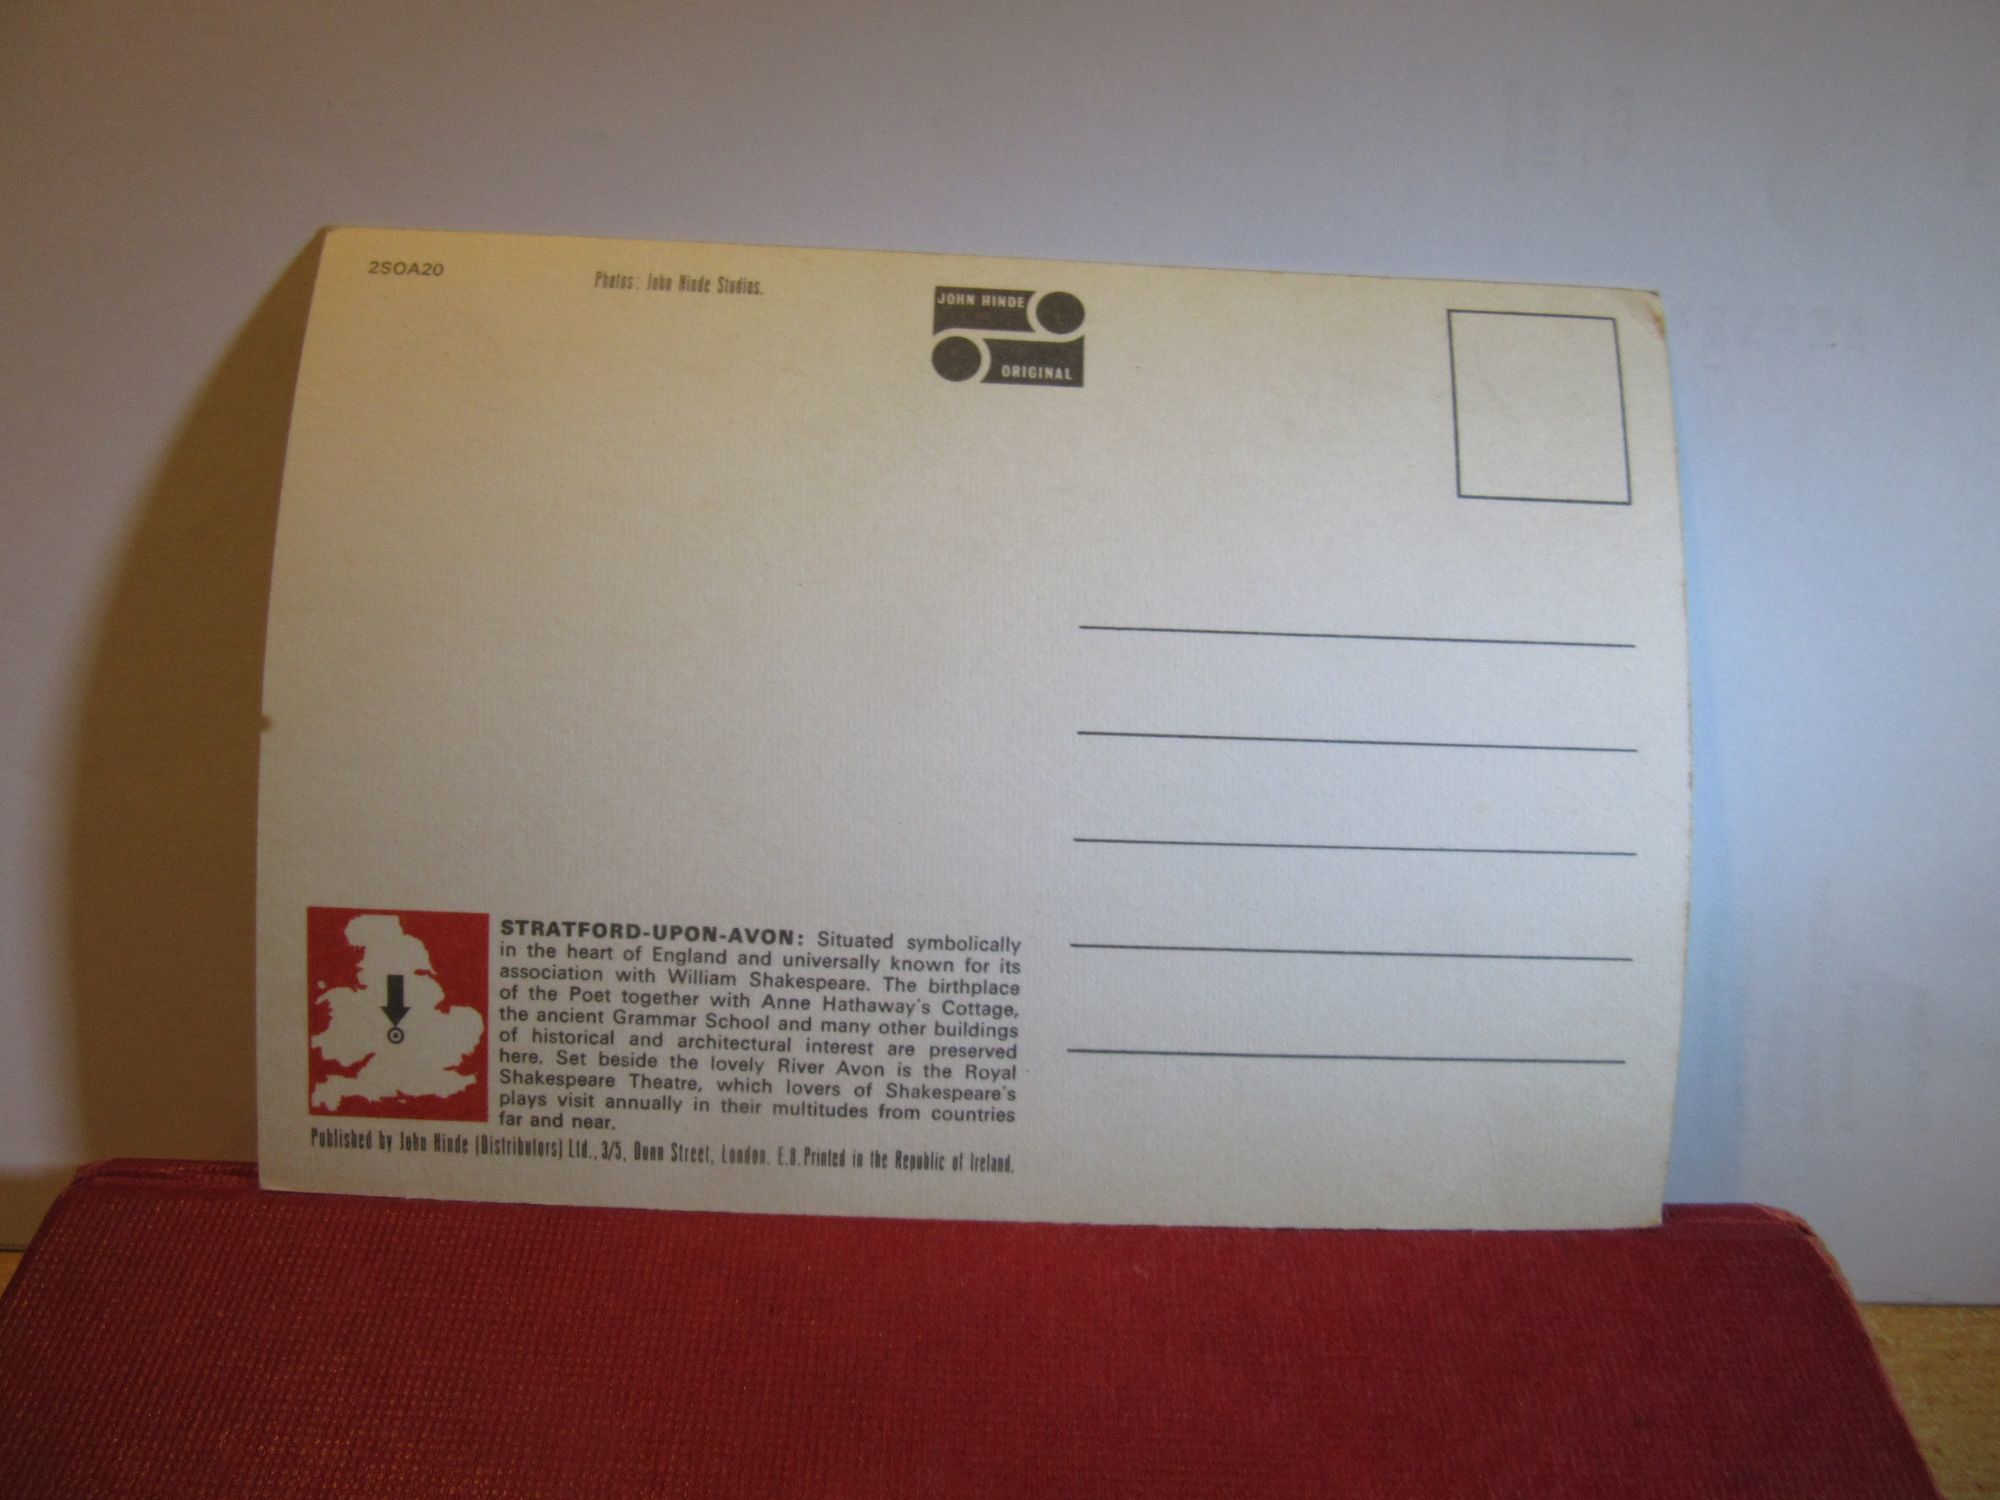 2SOA20
Photos: John Hinde Studios.
JOHN HINDE
ORIGINAL
STRATFORD-UPON-AVON: Situated symbolically
in the heart of England and universally known for its
association with William Shakespeare. The birthplace
of the Poet together with Anne Hathaway's Cottage,
the ancient Grammar School and many other buildings
of historical and architectural interest are preserved
here. Set beside the lovely River Avon is the Royal
Shakespeare Theatre, which lovers of Shakespeare's
plays visit annually in their multitudes from countries
far and near.
Published by John Hinde (Distributors) Ltd., 3/5, Dunn Street, London. E.8. Printed in the Republic of Ireland.